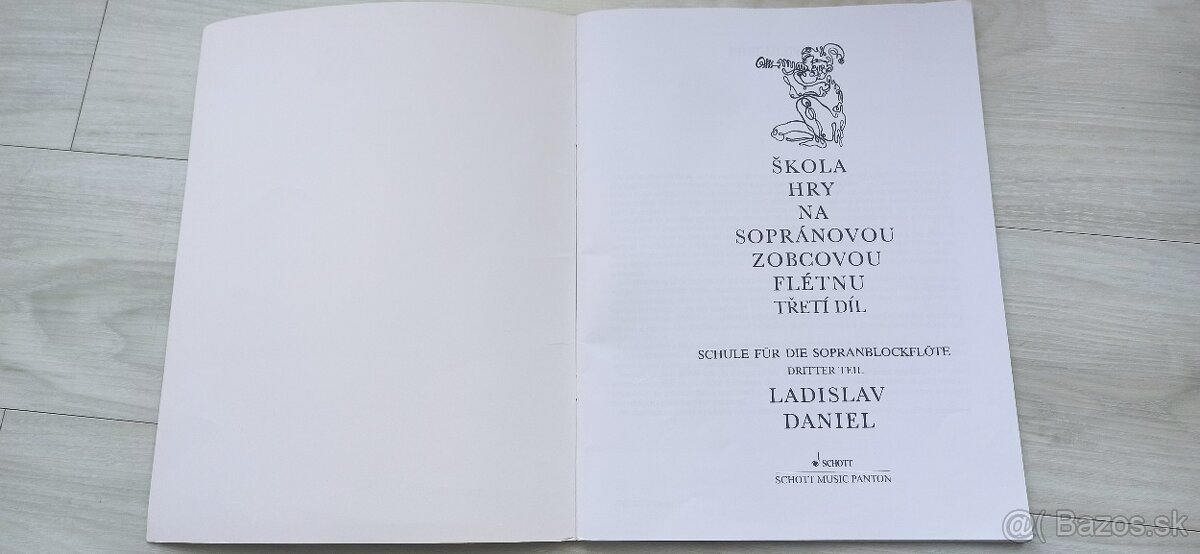 ŠKOLA
HRY
NA
SOPRÁNOVOU
ZOBCOVOU
FLÉTNU
TŘETÍ DÍL
SCHULE FÜR DIE SOPRANBLOCKFLÖTE
DRITTER TEIL
LADISLAV
DANIEL
SCHOTT
SCHOTT MUSIC PANTON
@( Bazos.sk